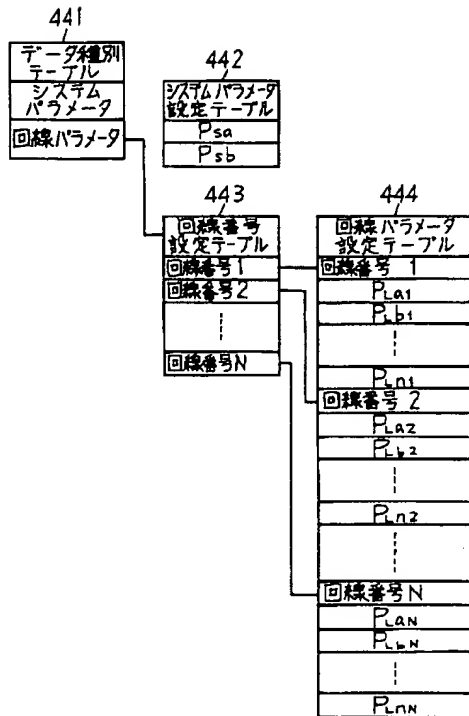 441
データ種別
テーブル
システム
パラメータ
回線パラメータ
442
システムパラメータ
設定テーブル
Psa
Psb
443
回線番号
設定テーブル
回線番号1
回線番号2
回線番号N
444
回線パラメータ
設定テーブル
回線番号 1
PLa1
PLb1
PLn1
回線番号 2
PLa2
PLb2
PLn2
回線番号 N
PLaN
PLbN
PLnN